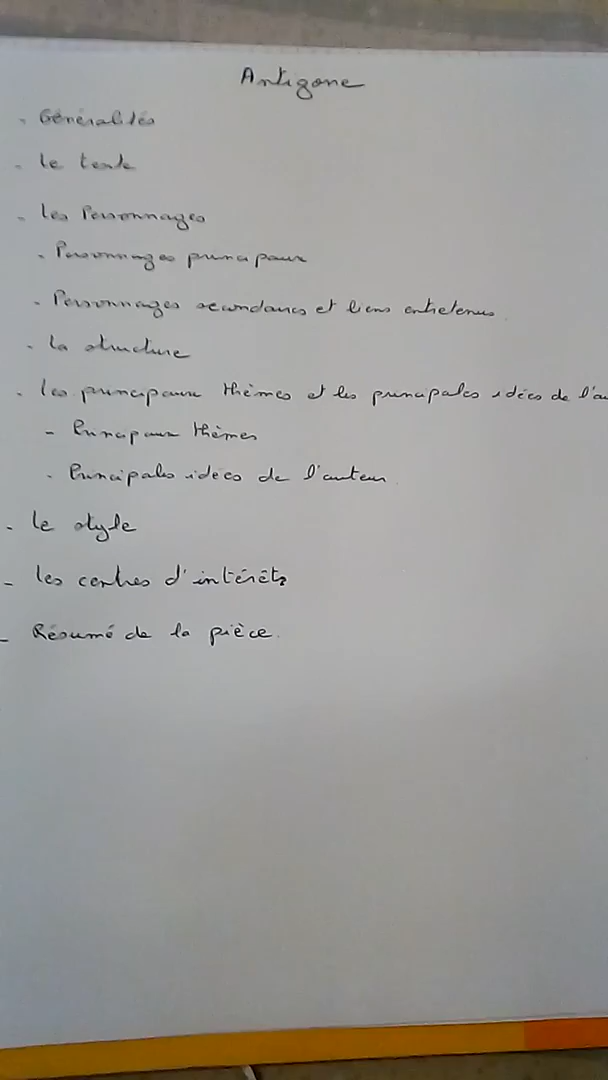 Antigone
- Généralités
- le texte
- les Personnages
- Personnages principaux
- Personnages secondaires et liens entretenus.
- la structure
- les principaux thèmes et les principales idées de l'au
- Principaux thèmes
- Principales idées de l'auteur.
- le style
- les centres d'intérêts
- Résumé de la pièce.